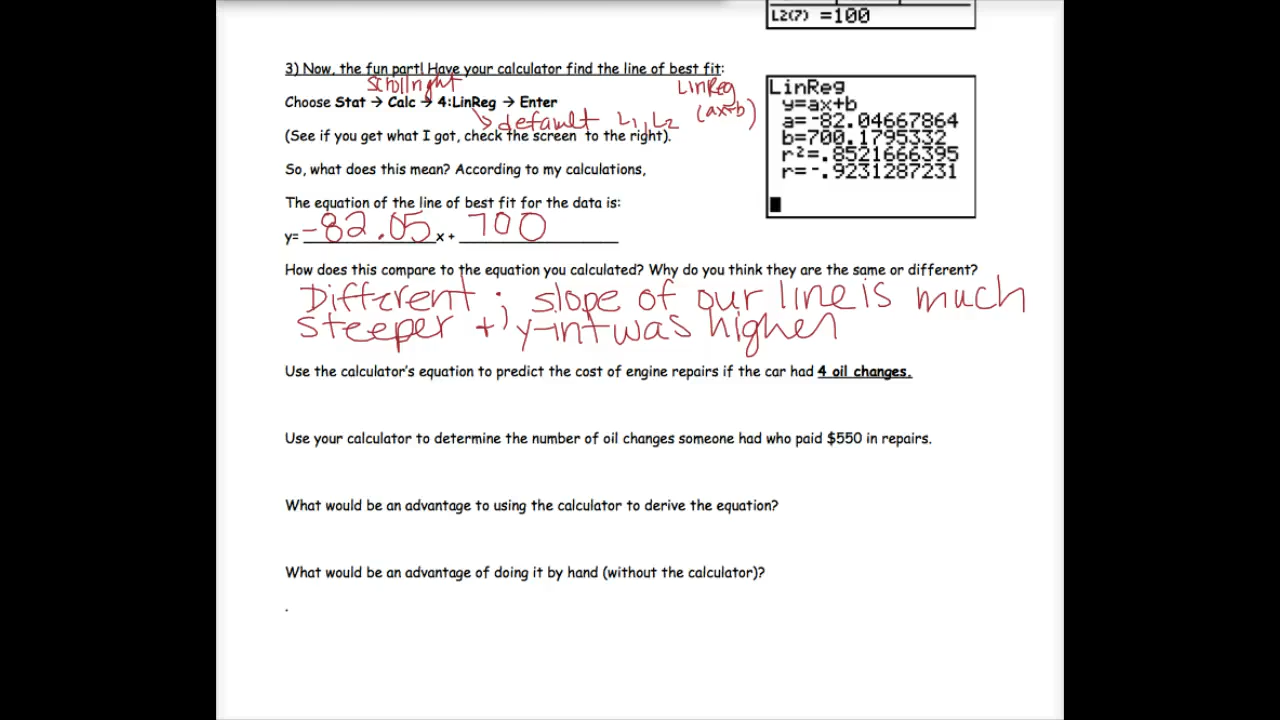 L2(7) =100
3) Now, the fun part! Have your calculator find the line of best fit:
scroll right
LinReg
Choose Stat → Calc → 4:LinReg → Enter
(ax+b)
↘ default L1, L2
(See if you get what I got, check the screen to the right).
LinReg
y=ax+b
a=-82.04667864
b=700.1795332
r²=.8521666395
r=-.9231287231
So, what does this mean? According to my calculations,
The equation of the line of best fit for the data is:
y= -82.05 x + 700
How does this compare to the equation you calculated? Why do you think they are the same or different?
Different ; slope of our line is much
steeper + y-int was higher
Use the calculator's equation to predict the cost of engine repairs if the car had 4 oil changes.
Use your calculator to determine the number of oil changes someone had who paid $550 in repairs.
What would be an advantage to using the calculator to derive the equation?
What would be an advantage of doing it by hand (without the calculator)?
.